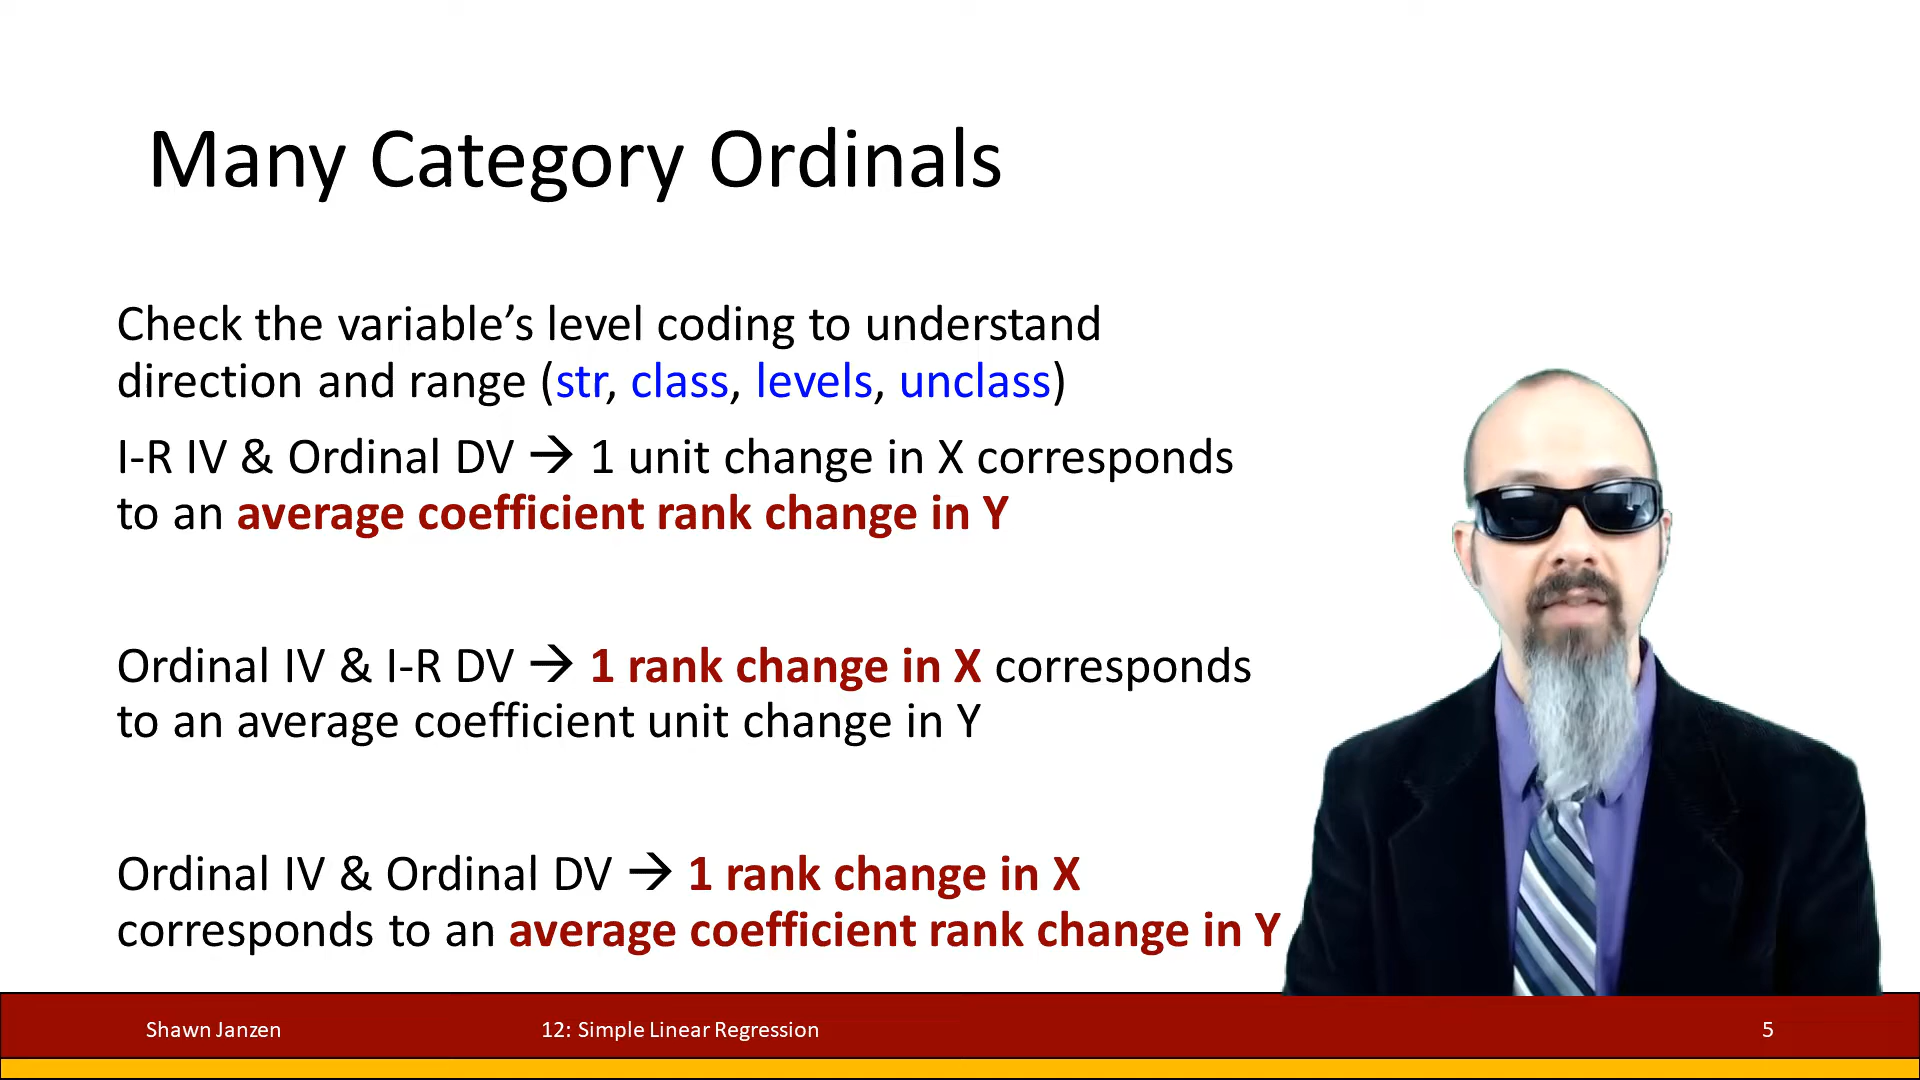 Many Category Ordinals
Check the variable’s level coding to understand
direction and range (str, class, levels, unclass)
I-R IV & Ordinal DV → 1 unit change in X corresponds
to an average coefficient rank change in Y
Ordinal IV & I-R DV → 1 rank change in X corresponds
to an average coefficient unit change in Y
Ordinal IV & Ordinal DV → 1 rank change in X
corresponds to an average coefficient rank change in Y
Shawn Janzen
12: Simple Linear Regression
5